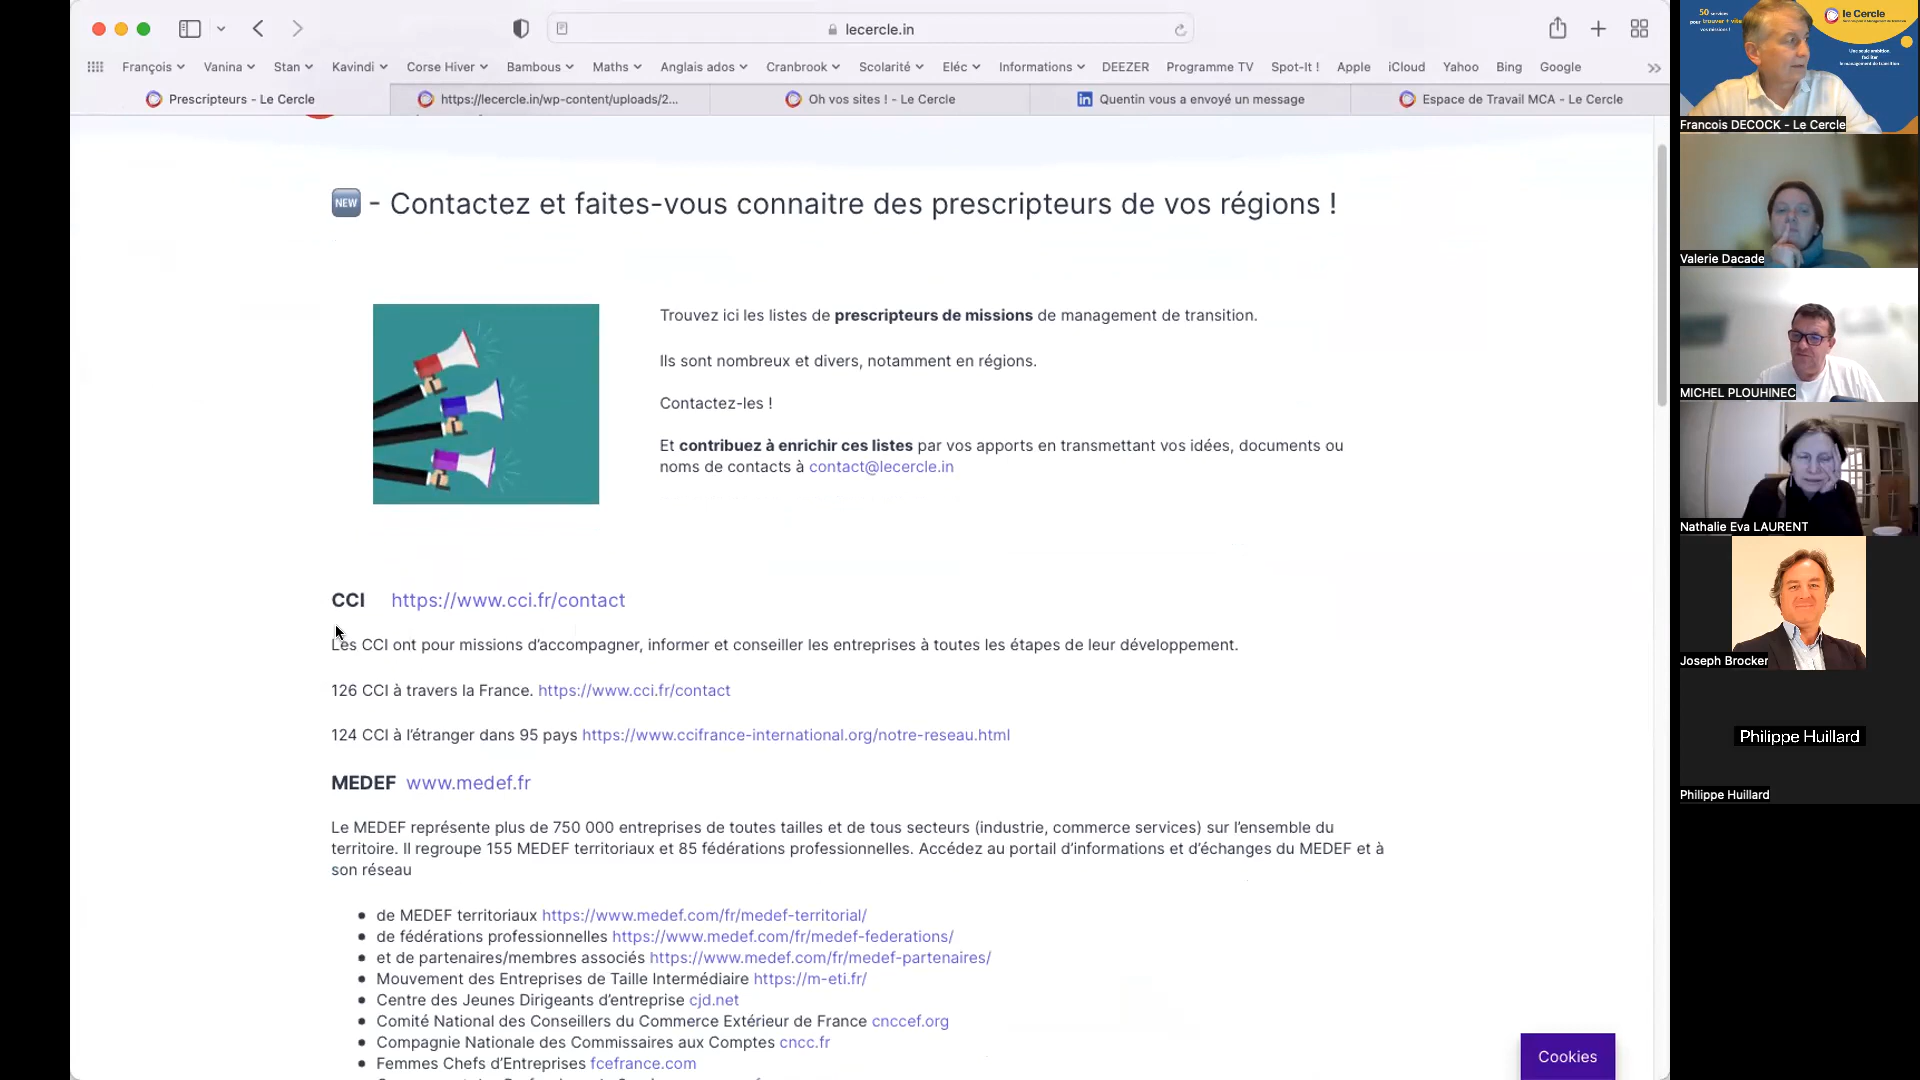 lecercle.in
François
Vanina
Stan
Kavindi
Corse Hiver
Bambous
Maths
Anglais ados
Cranbrook
Scolarité
Eléc
Informations
DEEZER
Programme TV
Spot-It !
Apple
iCloud
Yahoo
Bing
Google
Prescripteurs - Le Cercle
https://lecercle.in/wp-content/uploads/2...
Oh vos sites ! - Le Cercle
Quentin vous a envoyé un message
Espace de Travail MCA - Le Cercle
NEW - Contactez et faites-vous connaitre des prescripteurs de vos régions !
Trouvez ici les listes de prescripteurs de missions de management de transition.
Ils sont nombreux et divers, notamment en régions.
Contactez-les !
Et contribuez à enrichir ces listes par vos apports en transmettant vos idées, documents ou
noms de contacts à contact@lecercle.in
CCI https://www.cci.fr/contact
Les CCI ont pour missions d’accompagner, informer et conseiller les entreprises à toutes les étapes de leur développement.
126 CCI à travers la France. https://www.cci.fr/contact
124 CCI à l’étranger dans 95 pays https://www.ccifrance-international.org/notre-reseau.html
MEDEF www.medef.fr
Le MEDEF représente plus de 750 000 entreprises de toutes tailles et de tous secteurs (industrie, commerce services) sur l’ensemble du
territoire. Il regroupe 155 MEDEF territoriaux et 85 fédérations professionnelles. Accédez au portail d’informations et d’échanges du MEDEF et à
son réseau
de MEDEF territoriaux https://www.medef.com/fr/medef-territorial/
de fédérations professionnelles https://www.medef.com/fr/medef-federations/
et de partenaires/membres associés https://www.medef.com/fr/medef-partenaires/
Mouvement des Entreprises de Taille Intermédiaire https://m-eti.fr/
Centre des Jeunes Dirigeants d’entreprise cjd.net
Comité National des Conseillers du Commerce Extérieur de France cnccef.org
Compagnie Nationale des Commissaires aux Comptes cncc.fr
Femmes Chefs d’Entreprises fcefrance.com
Cookies
50 services
pour trouver + vite
vos missions !
le Cercle
Une seule ambition,
faciliter
le management de transition
Francois DECOCK - Le Cercle
Valerie Dacade
MICHEL PLOUHINEC
Nathalie Eva LAURENT
Joseph Brocker
Philippe Huillard
Philippe Huillard